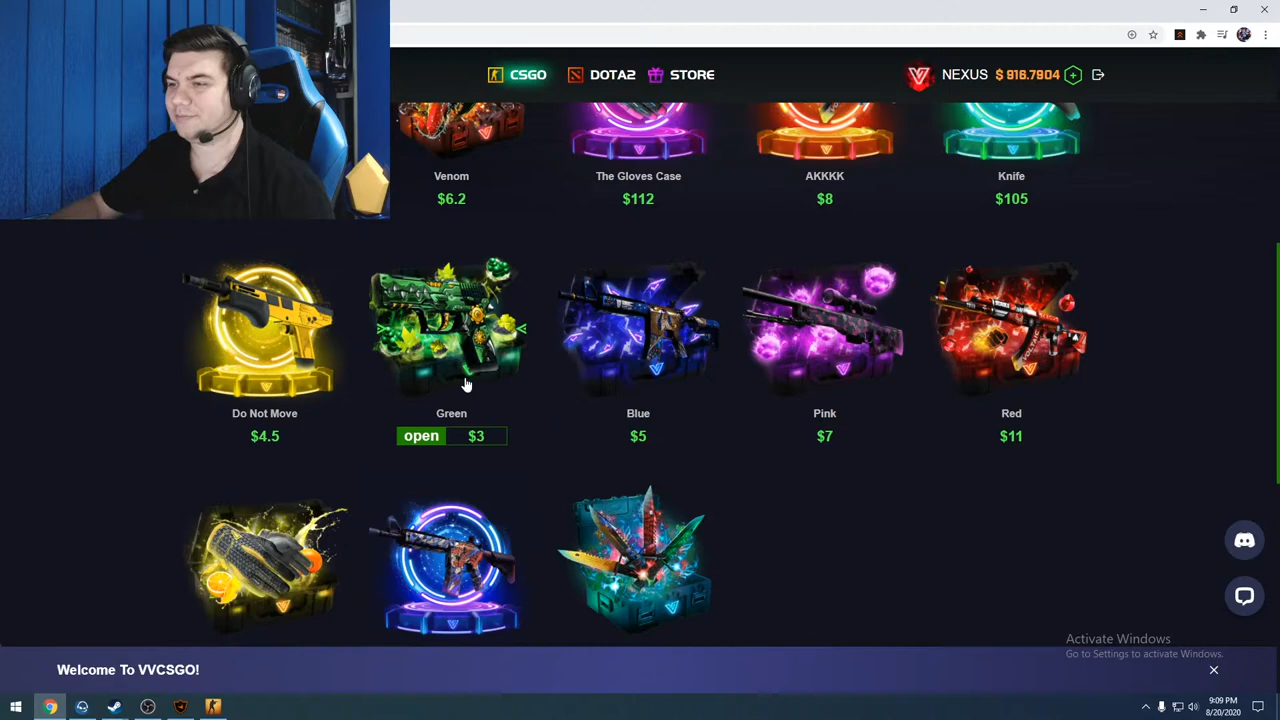 CSGO DOTA2 STORE NEXUS $ 916.7904
Venom The Gloves Case AKKKK Knife
$6.2 $112 $8 $105
Do Not Move Green Blue Pink Red
$4.5 open $3 $5 $7 $11
Activate Windows
Go to Settings to activate Windows.
Welcome To VVCSGO!
9:09 PM
8/20/2020